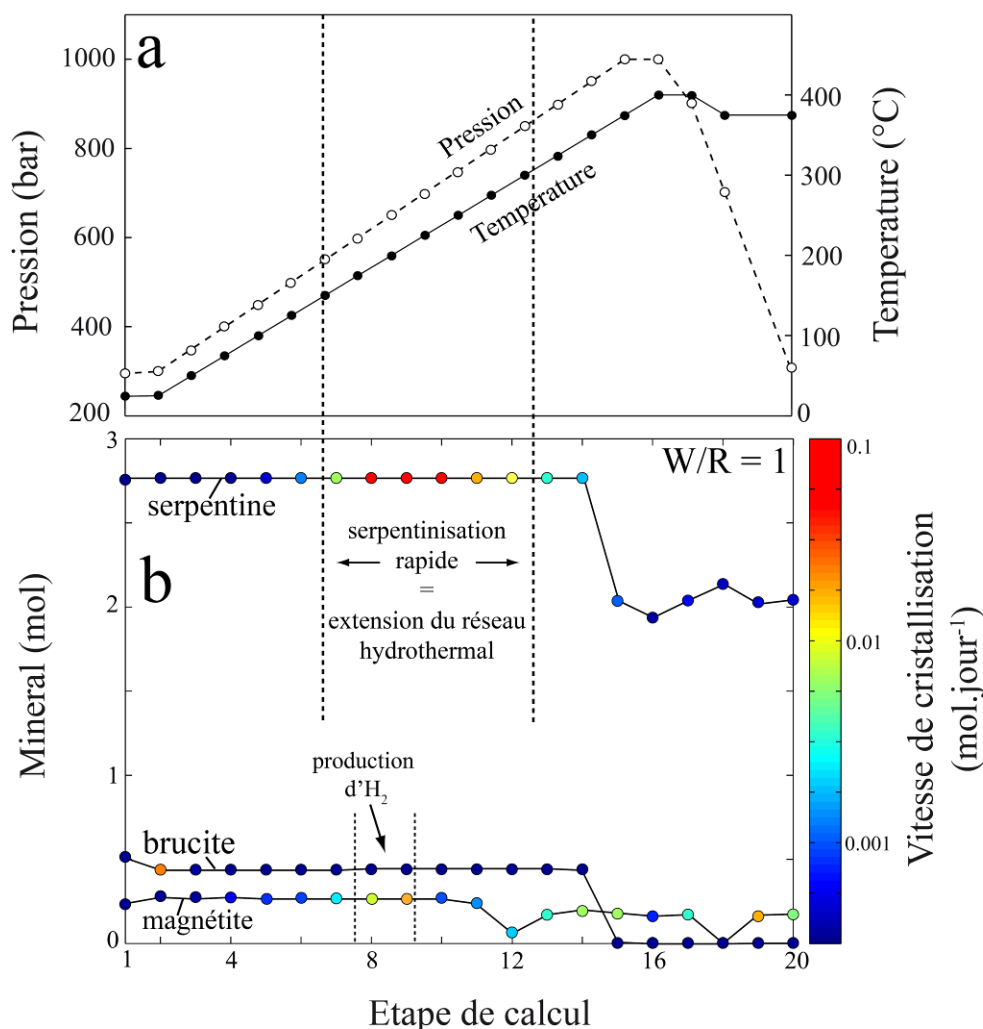 a
1000
800
600
400
200
Pression (bar)
Pression
Température
400
300
200
100
0
Temperature (°C)
3
2
1
0
Mineral (mol)
W/R = 1
serpentine
b
serpentinisation
rapide
=
extension du réseau
hydrothermal
production
d'H₂
brucite
magnétite
1 4 8 12 16 20
Etape de calcul
0.1
0.01
0.001
Vitesse de cristallisation
(mol.jour⁻¹)